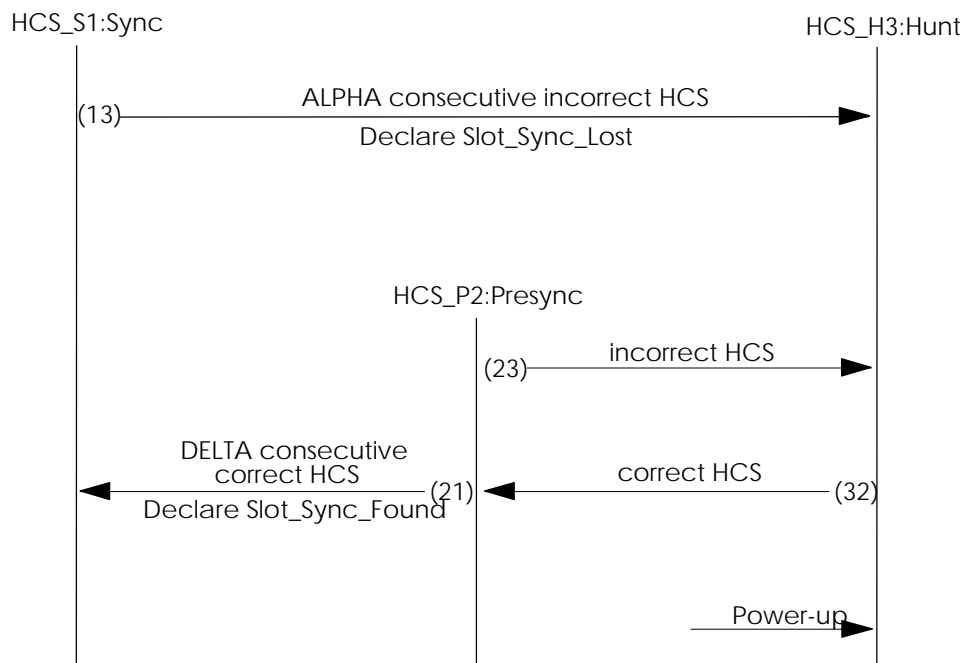 HCS_S1:Sync
HCS_H3:Hunt
ALPHA consecutive incorrect HCS
(13)
Declare Slot_Sync_Lost
HCS_P2:Presync
incorrect HCS
(23)
DELTA consecutive
correct HCS
(21)
Declare Slot_Sync_Found
correct HCS
(32)
Power-up